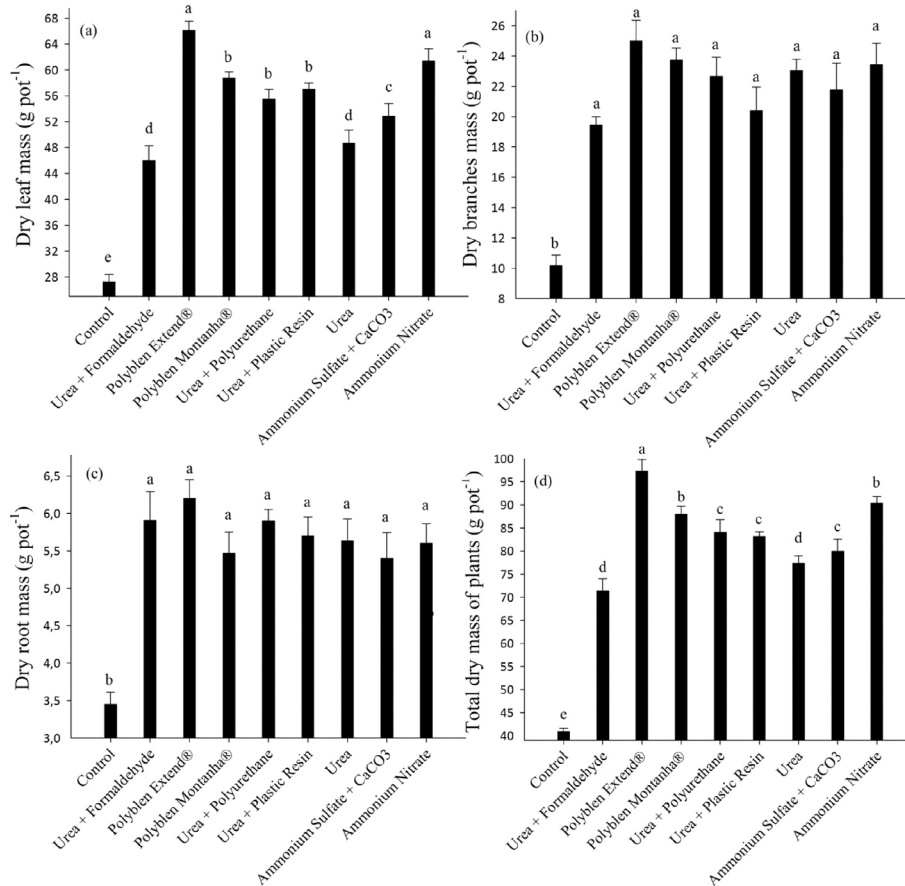 (a)
Dry leaf mass (g pot⁻¹)
68
64
60
56
52
48
44
40
36
32
28
e
d
a
b
b
b
d
c
a
Control
Urea + Formaldehyde
Polyblen Extend®
Polyblen Montanha®
Urea + Polyurethane
Urea + Plastic Resin
Urea
Ammonium Sulfate + CaCO3
Ammonium Nitrate
(b)
Dry branches mass (g pot⁻¹)
26
24
22
20
18
16
14
12
10
8
b
a
a
a
a
a
a
a
a
Control
Urea + Formaldehyde
Polyblen Extend®
Polyblen Montanha®
Urea + Polyurethane
Urea + Plastic Resin
Urea
Ammonium Sulfate + CaCO3
Ammonium Nitrate
(c)
Dry root mass (g pot⁻¹)
6,5
6,0
5,5
5,0
4,5
4,0
3,5
3,0
b
a
a
a
a
a
a
a
a
Control
Urea + Formaldehyde
Polyblen Extend®
Polyblen Montanha®
Urea + Polyurethane
Urea + Plastic Resin
Urea
Ammonium Sulfate + CaCO3
Ammonium Nitrate
(d)
Total dry mass of plants (g pot⁻¹)
100
95
90
85
80
75
70
65
60
55
50
45
40
e
d
a
b
c
c
d
c
b
Control
Urea + Formaldehyde
Polyblen Extend®
Polyblen Montanha®
Urea + Polyurethane
Urea + Plastic Resin
Urea
Ammonium Sulfate + CaCO3
Ammonium Nitrate